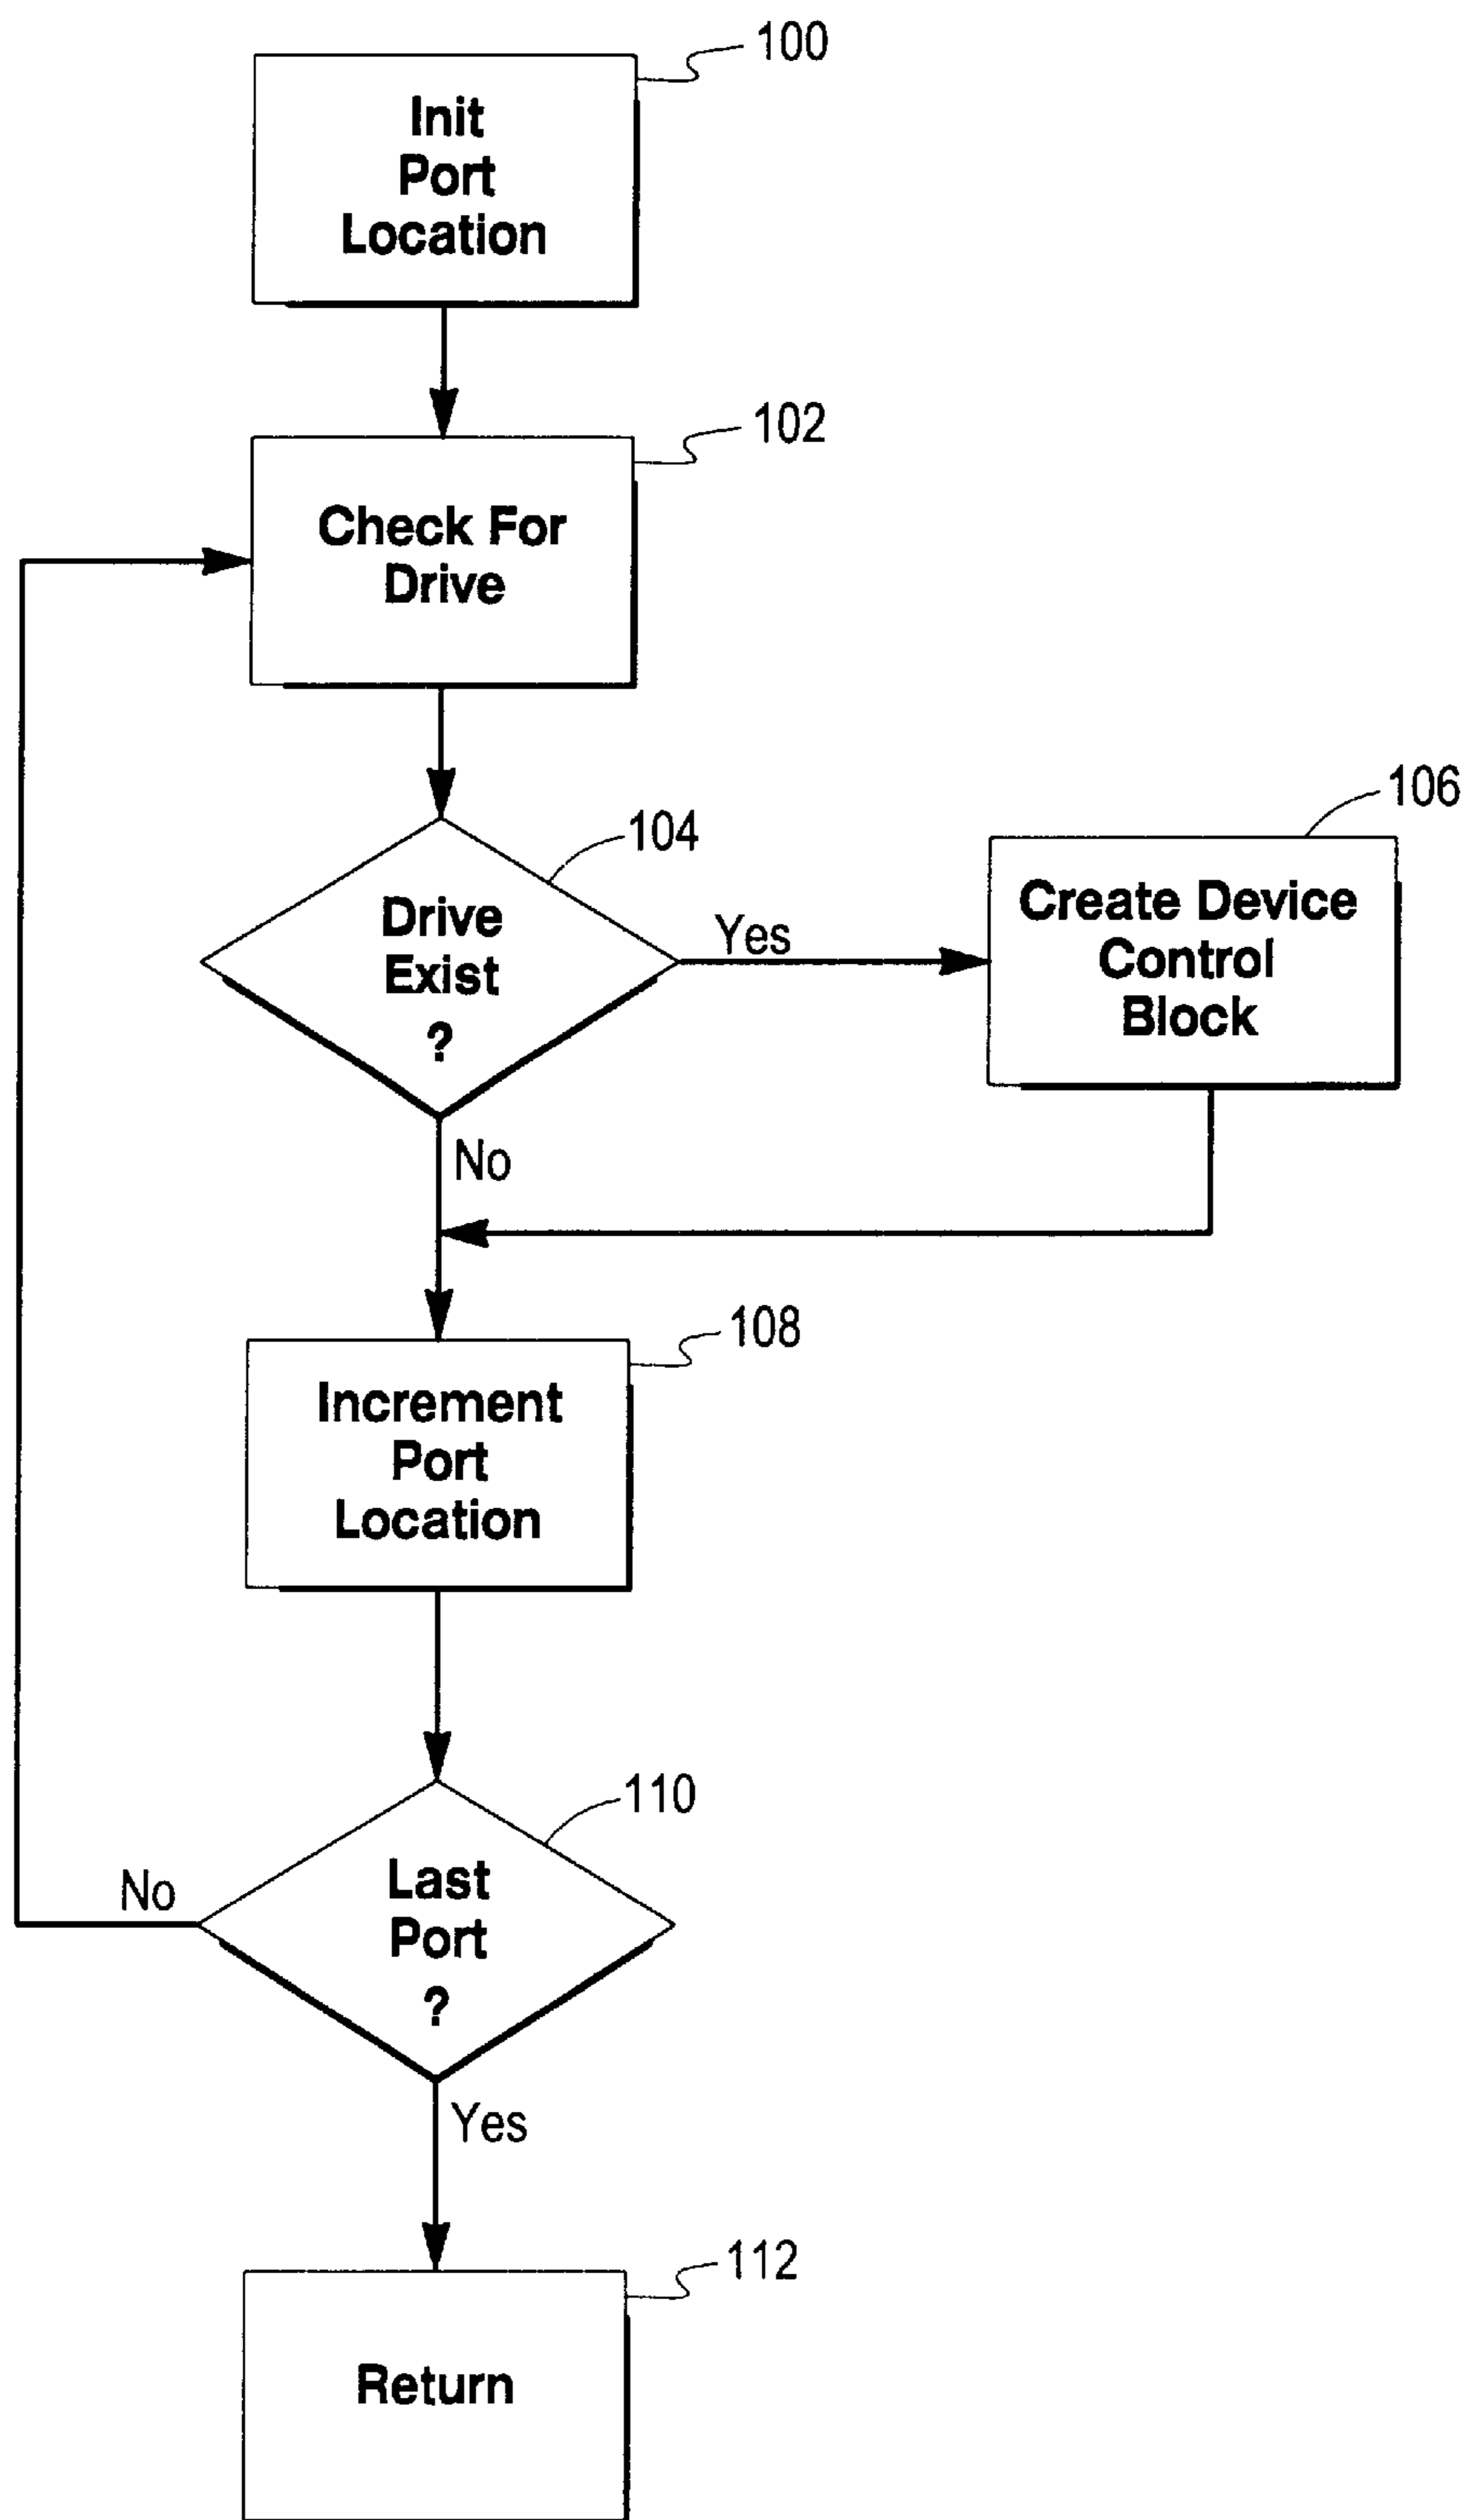 100
Init
Port
Location
102
Check For
Drive
104
Drive
Exist
?
Yes
106
Create Device
Control
Block
No
108
Increment
Port
Location
110
Last
Port
?
No
Yes
112
Return